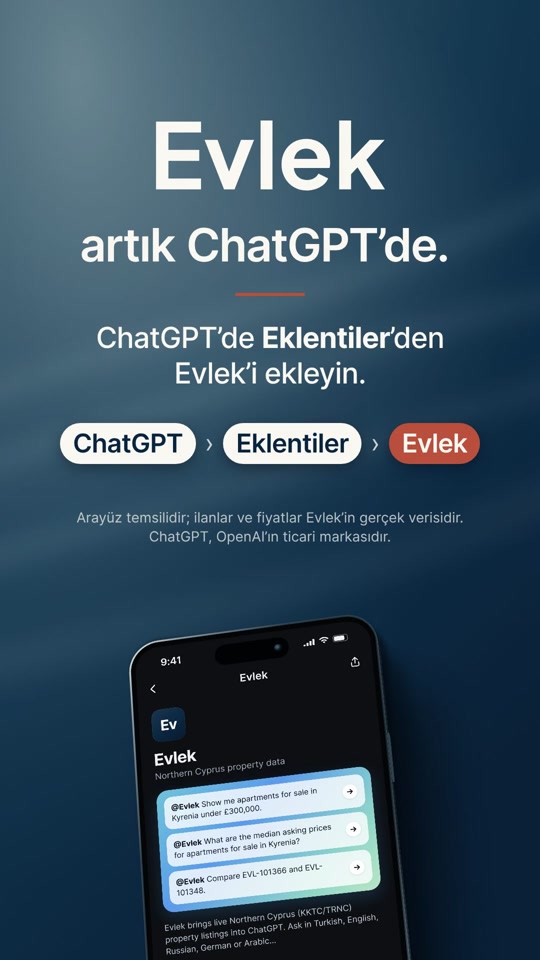 Evlek
artık ChatGPT’de.
ChatGPT’de Eklentiler’den
Evlek’i ekleyin.
ChatGPT › Eklentiler › Evlek
Arayüz temsilidir; ilanlar ve fiyatlar Evlek’in gerçek verisidir.
ChatGPT, OpenAI’ın ticari markasıdır.
9:41
Evlek
Ev
Evlek
Northern Cyprus property data
@Evlek Show me apartments for sale in
Kyrenia under £300,000.
@Evlek What are the median asking prices
for apartments for sale in Kyrenia?
@Evlek Compare EVL-101366 and EVL-
101348.
Evlek brings live Northern Cyprus (KKTC/TRNC)
property listings into ChatGPT. Ask in Turkish, English,
Russian, German or Arabic...